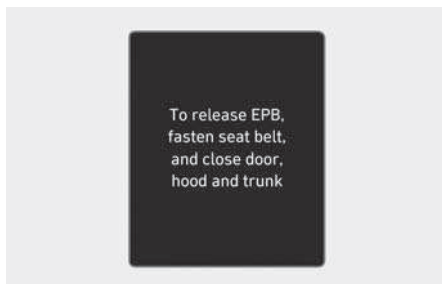 To release EPB,
fasten seat belt,
and close door,
hood and trunk